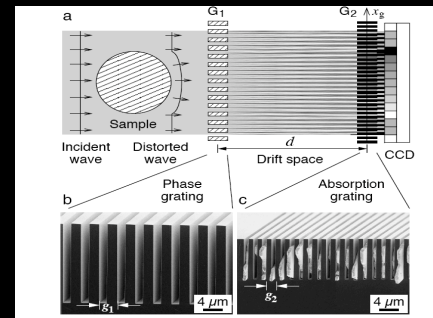 a
G1
G2
xg
Sample
Incident
wave
Distorted
wave
d
Drift space
CCD
Phase
grating
Absorption
grating
b
g1
4 µm
c
g2
4 µm